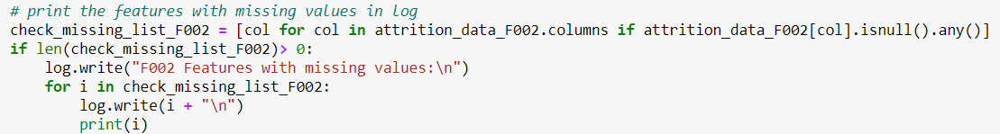 # print the features with missing values in log
check_missing_list_F002 = [col for col in attrition_data_F002.columns if attrition_data_F002[col].isnull().any()]
if len(check_missing_list_F002)> 0:
    log.write("F002 Features with missing values:\n")
    for i in check_missing_list_F002:
        log.write(i + "\n")
        print(i)